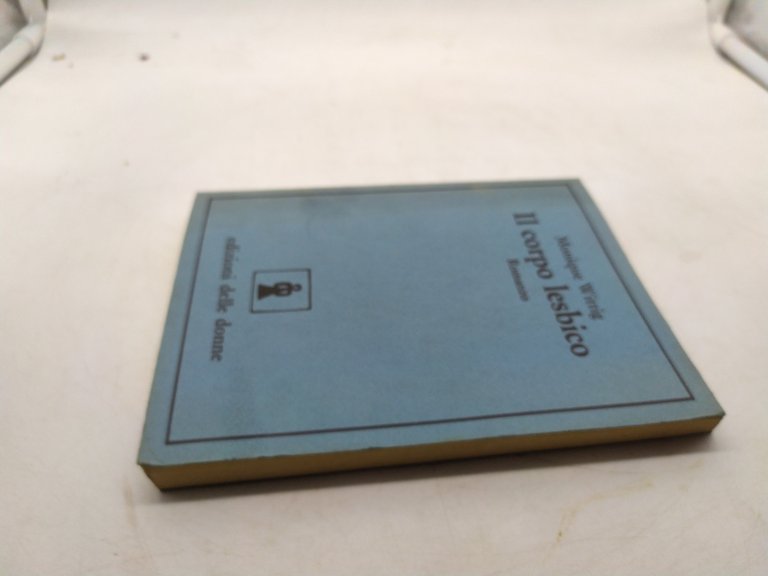 Monique Wittig
Il corpo lesbico
Romanzo
edizioni delle donne